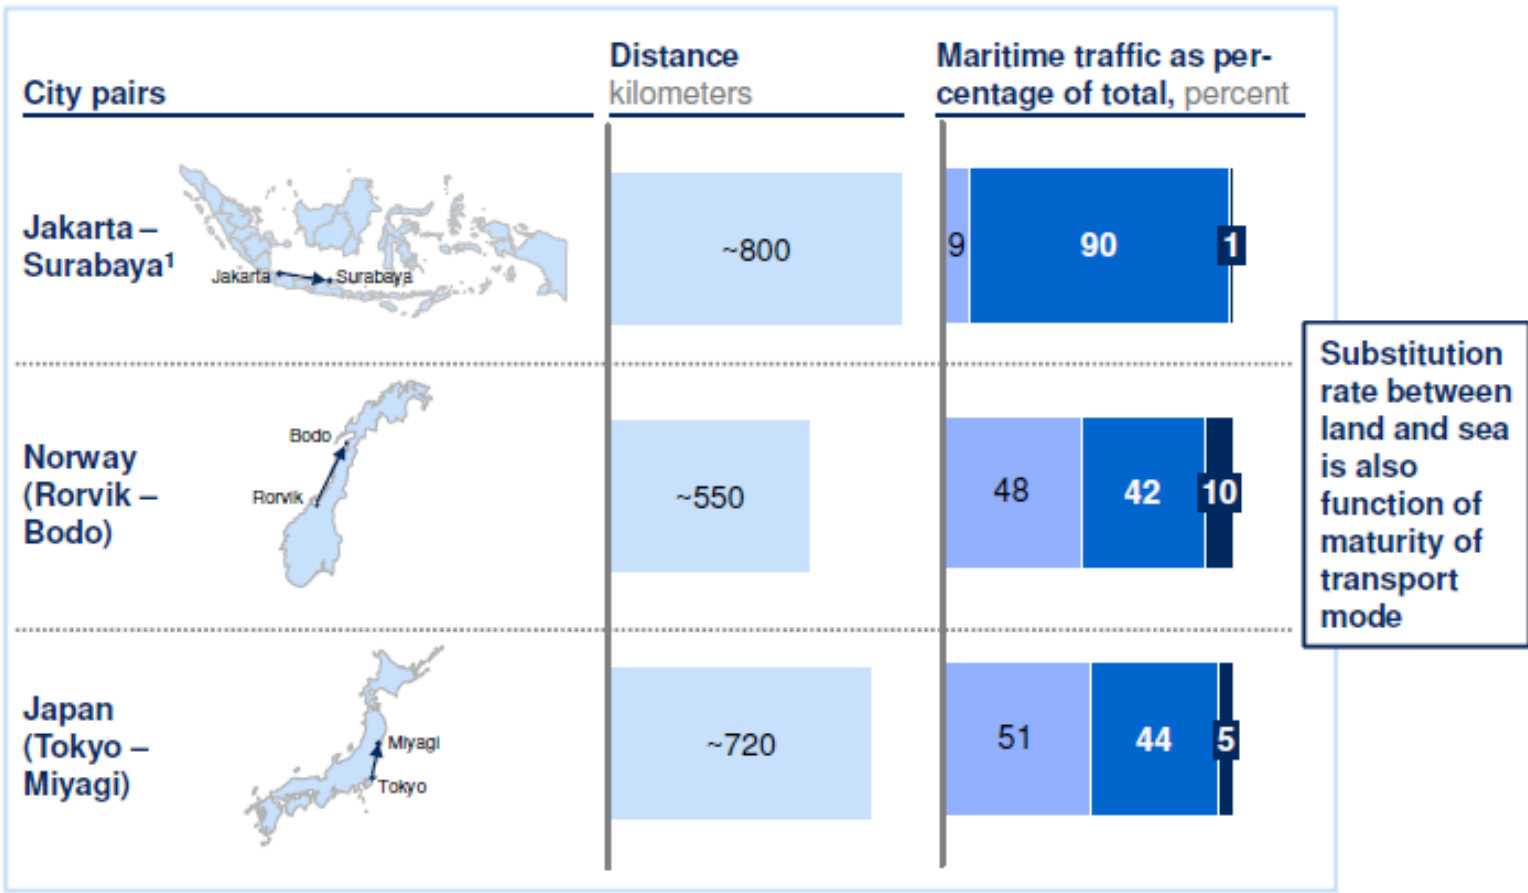 City pairs
Distance
kilometers
Maritime traffic as per-
centage of total, percent
Jakarta –
Surabaya¹
Jakarta
Surabaya
~800
9
90
1
Norway
(Rorvik –
Bodo)
Bodo
Rorvik
~550
48
42
10
Japan
(Tokyo –
Miyagi)
Miyagi
Tokyo
~720
51
44
5
Substitution
rate between
land and sea
is also
function of
maturity of
transport
mode